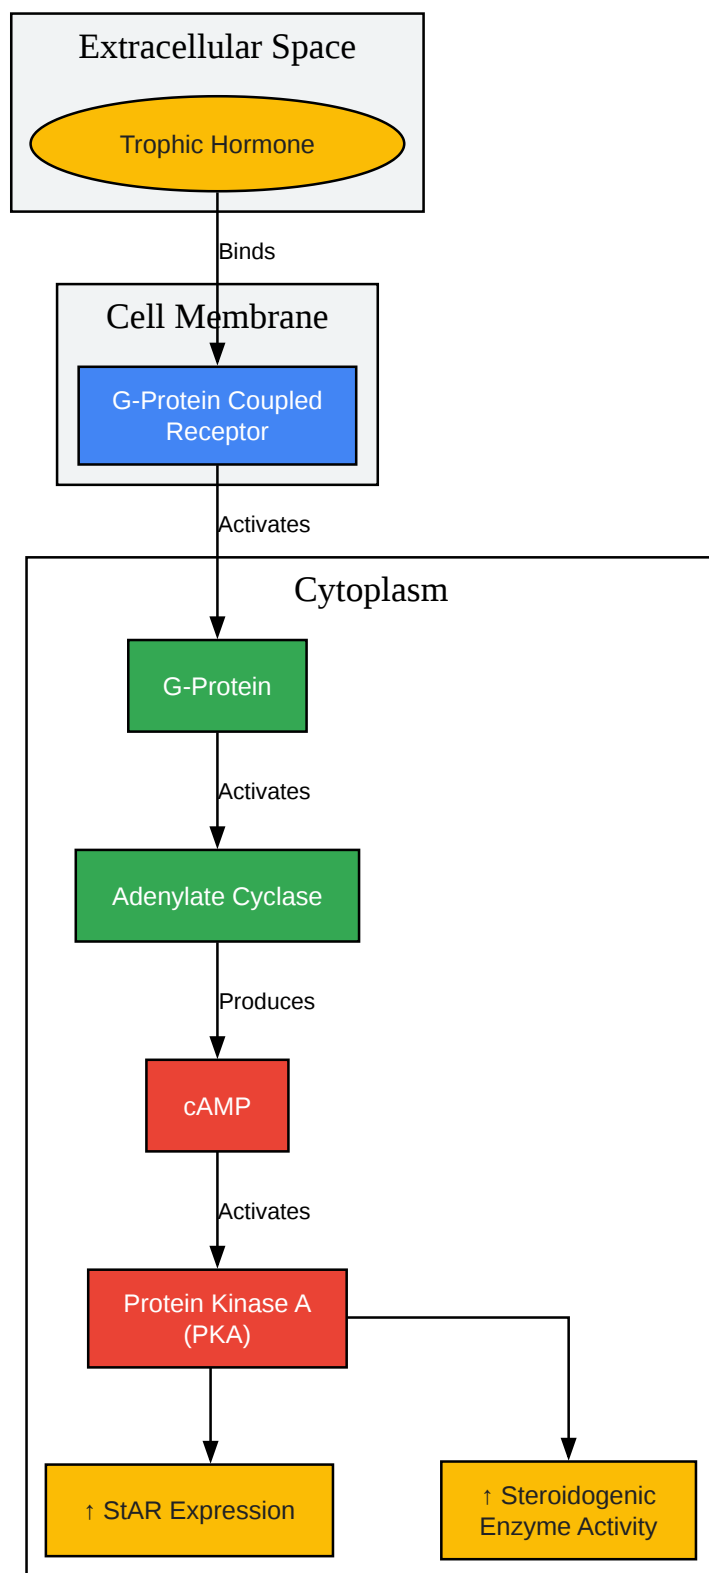 Extracellular Space
Trophic Hormone
Binds
Cell Membrane
G-Protein Coupled
Receptor
Activates
Cytoplasm
G-Protein
Activates
Adenylate Cyclase
Produces
cAMP
Activates
Protein Kinase A
(PKA)
↑ StAR Expression
↑ Steroidogenic
Enzyme Activity